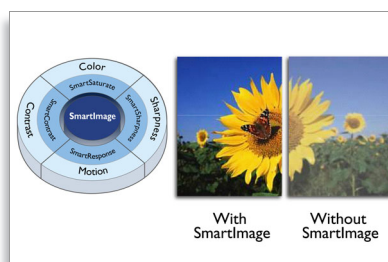 Color
SmartSaturate
Contrast
SmartContrast
SmartImage
SmartSharpness
Sharpness
SmartResponse
Motion
With
SmartImage
Without
SmartImage